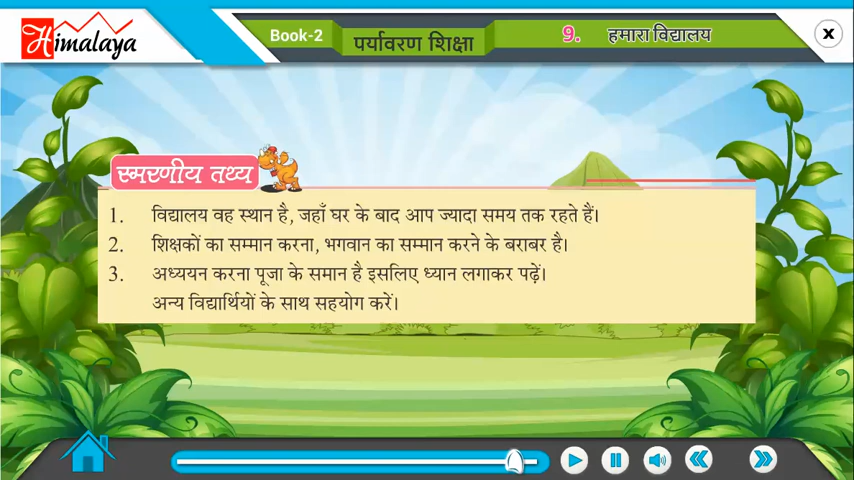 Himalaya
Book-2
पर्यावरण शिक्षा
9. हमारा विद्यालय
x
स्मरणीय तथ्य
1. विद्यालय वह स्थान है, जहाँ घर के बाद आप ज्यादा समय तक रहते हैं।
2. शिक्षकों का सम्मान करना, भगवान का सम्मान करने के बराबर है।
3. अध्ययन करना पूजा के समान है इसलिए ध्यान लगाकर पढ़ें।
अन्य विद्यार्थियों के साथ सहयोग करें।